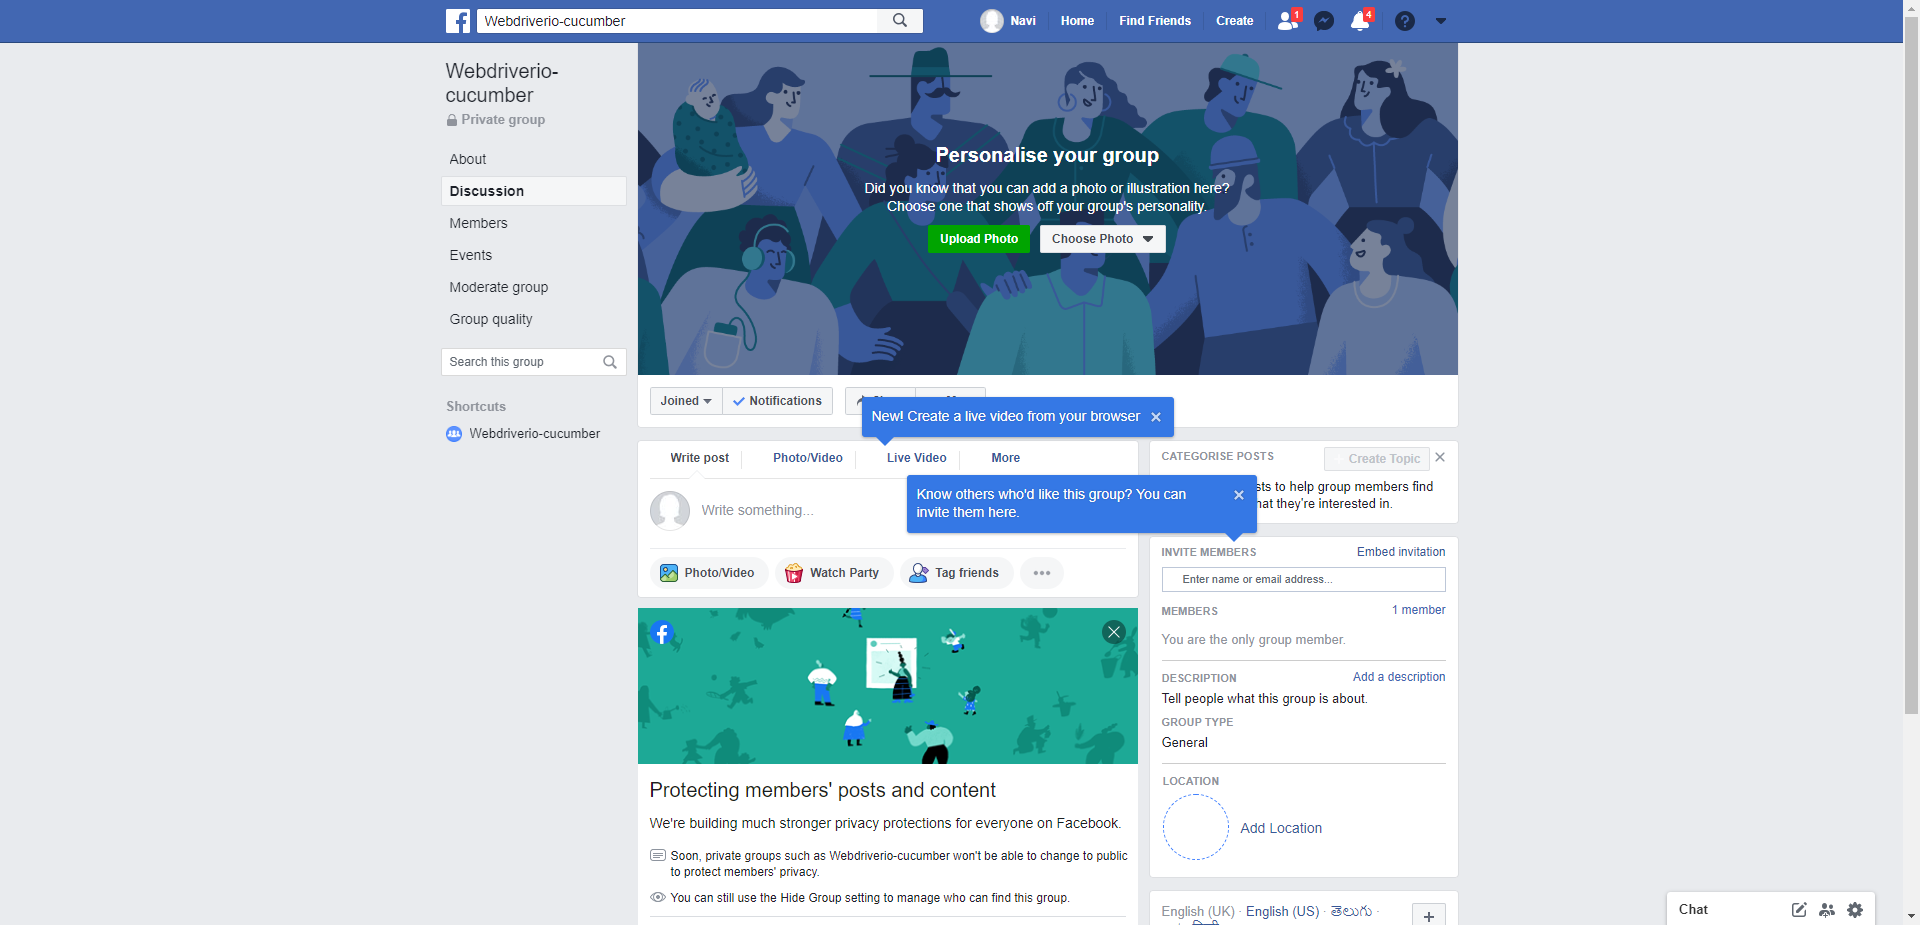 Webdriverio-cucumber
Navi
Home
Find Friends
Create
1
4
Webdriverio-
cucumber
Private group
About
Discussion
Members
Events
Moderate group
Group quality
Search this group
Shortcuts
Webdriverio-cucumber
Personalise your group
Did you know that you can add a photo or illustration here?
Choose one that shows off your group's personality.
Upload Photo
Choose Photo
Joined
Notifications
New! Create a live video from your browser
Write post
Photo/Video
Live Video
More
Write something...
Know others who'd like this group? You can
invite them here.
Photo/Video
Watch Party
Tag friends
Protecting members' posts and content
We're building much stronger privacy protections for everyone on Facebook.
Soon, private groups such as Webdriverio-cucumber won't be able to change to public
to protect members' privacy.
You can still use the Hide Group setting to manage who can find this group.
CATEGORISE POSTS
Create Topic
to help group members find
they're interested in.
INVITE MEMBERS
Embed invitation
Enter name or email address...
MEMBERS
1 member
You are the only group member.
DESCRIPTION
Add a description
Tell people what this group is about.
GROUP TYPE
General
LOCATION
Add Location
English (UK) · English (US) · తెలుగు ·
Chat